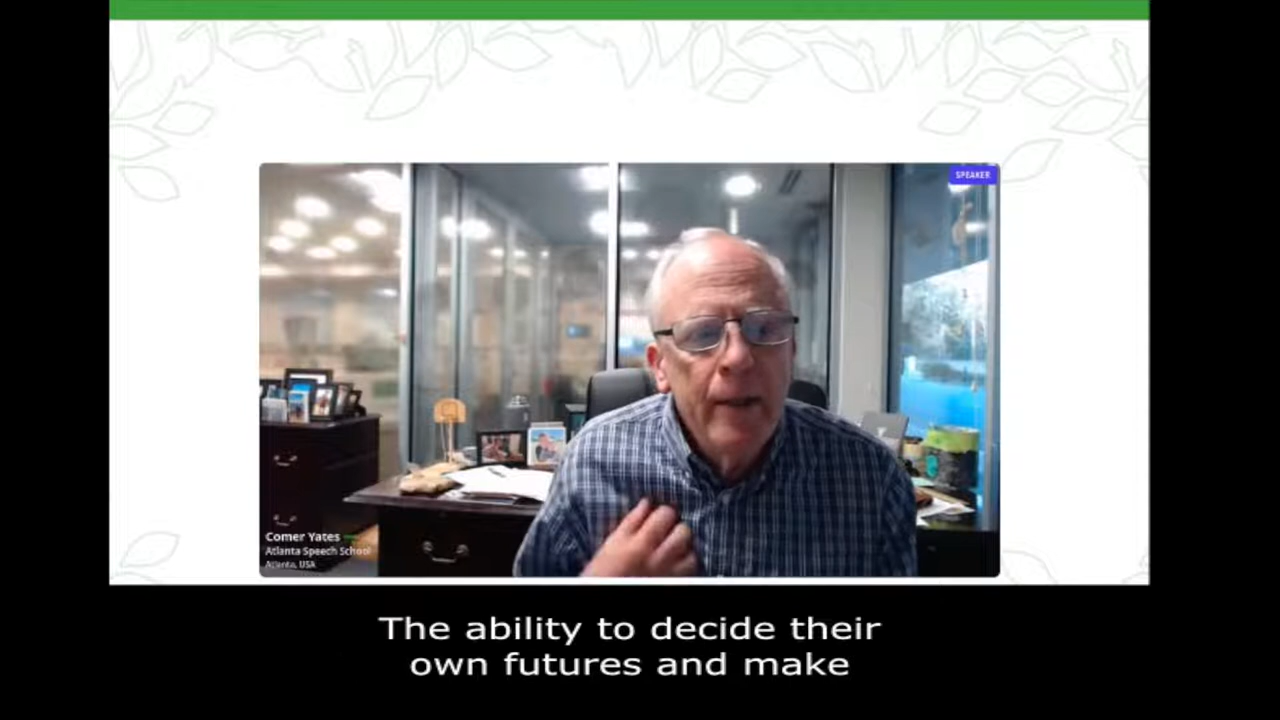 SPEAKER
Comer Yates
Atlanta Speech School
Atlanta, USA
The ability to decide their
own futures and make